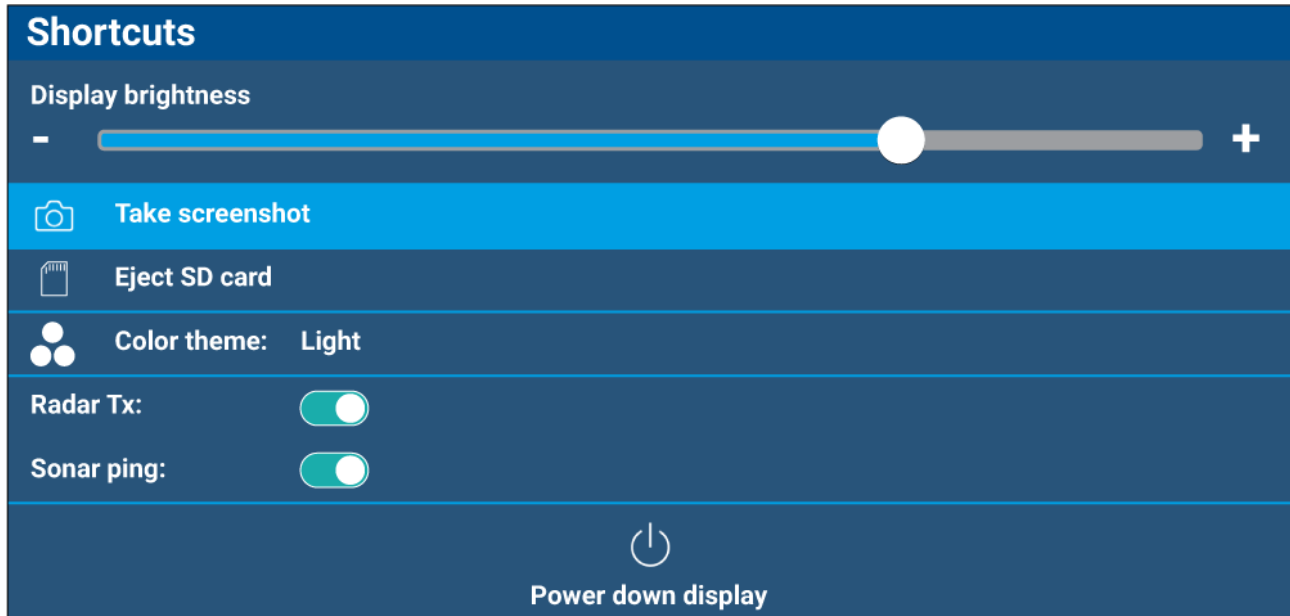 Shortcuts
Display brightness
- +
Take screenshot
Eject SD card
Color theme: Light
Radar Tx:
Sonar ping:
Power down display